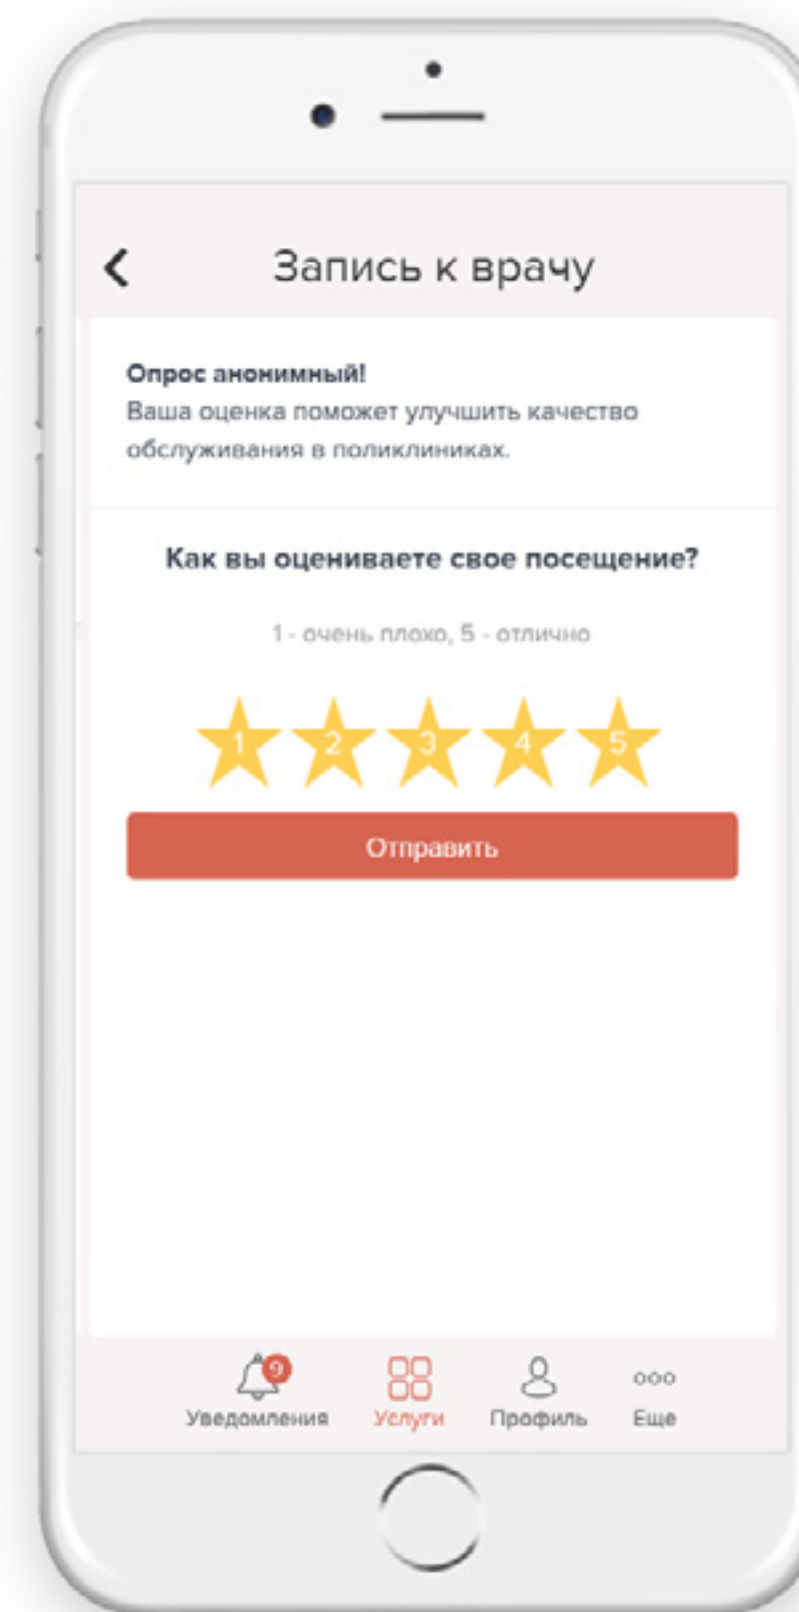 Запись к врачу
Опрос анонимный!
Ваша оценка поможет улучшить качество
обслуживания в поликлиниках.
Как вы оцениваете свое посещение?
1 - очень плохо, 5 - отлично
1 2 3 4 5
Отправить
9
Уведомления Услуги Профиль Еще